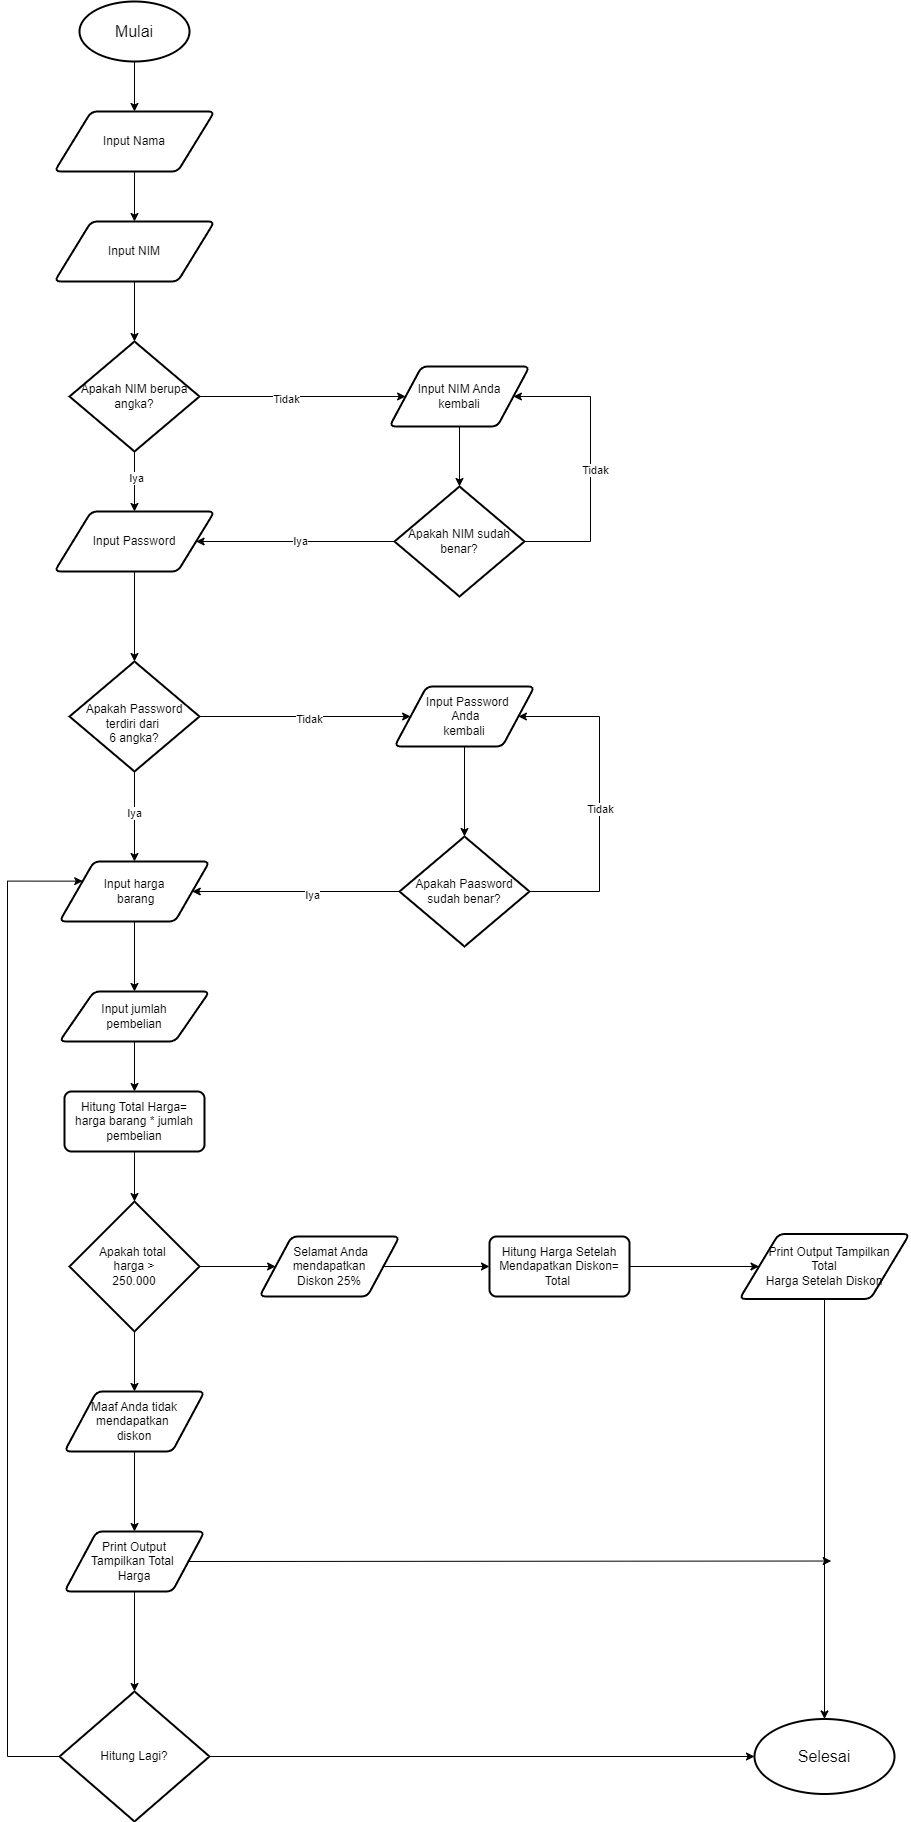 Mulai
Input Nama
Input NIM
Apakah NIM berupa
angka?
Tidak
Input NIM Anda
kembali
Tidak
Iya
Apakah NIM sudah
benar?
Iya
Input Password
Apakah Password
terdiri dari
6 angka?
Tidak
Input Password
Anda
kembali
Tidak
Iya
Apakah Paasword
sudah benar?
Iya
Input harga
barang
Input jumlah
pembelian
Hitung Total Harga=
harga barang * jumlah
pembelian
Apakah total
harga >
250.000
Selamat Anda
mendapatkan
Diskon 25%
Hitung Harga Setelah
Mendapatkan Diskon=
Total
Print Output Tampilkan
Total
Harga Setelah Diskon
Maaf Anda tidak
mendapatkan
diskon
Print Output
Tampilkan Total
Harga
Hitung Lagi?
Selesai